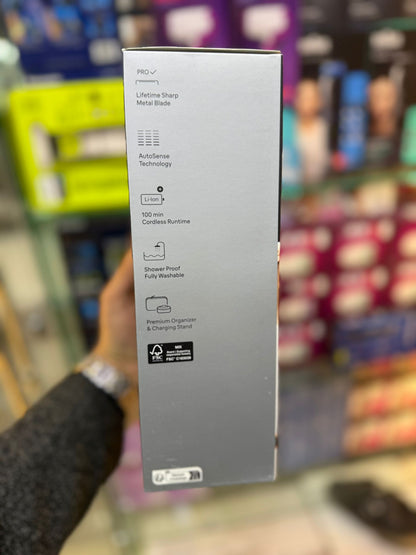 PRO
Lifetime Sharp
Metal Blade
AutoSense
Technology
Li-Ion
100 min
Cordless Runtime
Shower Proof
Fully Washable
Premium Organizer
& Charging Stand
FSC
MIX